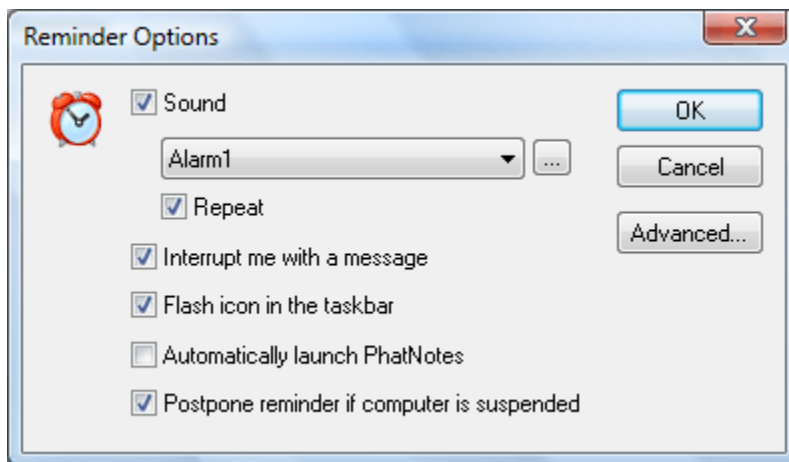 Reminder Options
Sound
OK
Alarm1
...
Cancel
Repeat
Advanced...
Interrupt me with a message
Flash icon in the taskbar
Automatically launch PhatNotes
Postpone reminder if computer is suspended